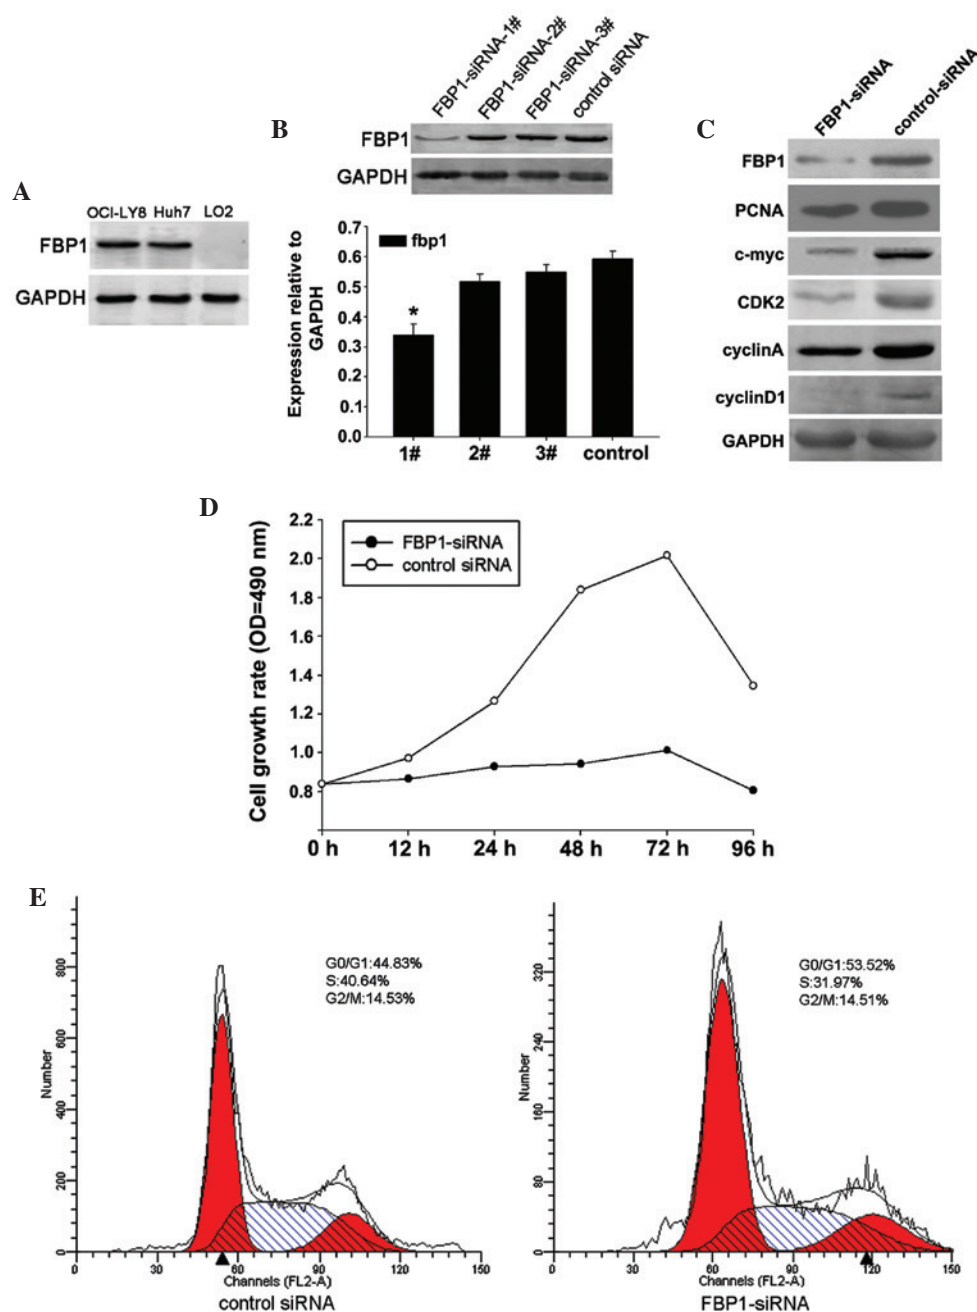 A
OCI-LY8 Huh7 LO2
FBP1
GAPDH
B
FBP1-siRNA-1#
FBP1-siRNA-2#
FBP1-siRNA-3#
control siRNA
FBP1
GAPDH
Expression relative to
GAPDH
fbp1
0.7
0.6
0.5
0.4
0.3
0.2
0.1
0.0
*
1# 2# 3# control
C
FBP1-siRNA
control-siRNA
FBP1
PCNA
c-myc
CDK2
cyclinA
cyclinD1
GAPDH
D
Cell growth rate (OD=490 nm)
2.2
2.0
1.8
1.6
1.4
1.2
1.0
0.8
FBP1-siRNA
control siRNA
0 h 12 h 24 h 48 h 72 h 96 h
E
Number
800
600
400
200
0
G0/G1:44.83%
S:40.64%
G2/M:14.53%
0 30 60 90 120 150
Channels (FL2-A)
control siRNA
Number
320
240
160
80
0
G0/G1:53.52%
S:31.97%
G2/M:14.51%
0 30 60 90 120 150
Channels (FL2-A)
FBP1-siRNA